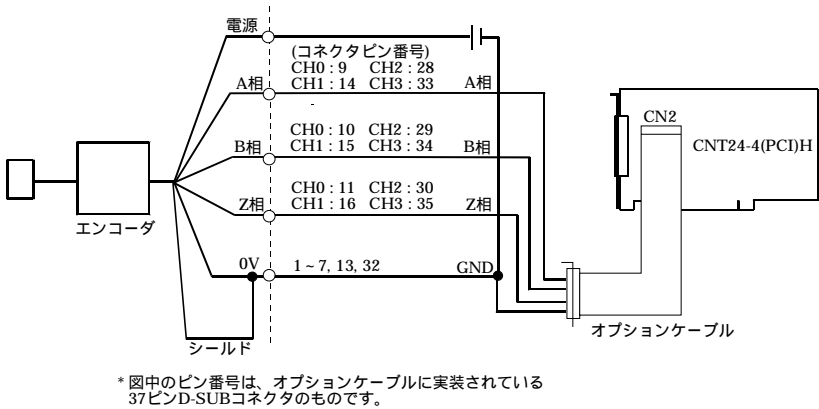 電源
(コネクタピン番号)
CH0 : 9 CH2 : 28
A相 CH1 : 14 CH3 : 33 A相
CN2
CNT24-4(PCI)H
CH0 : 10 CH2 : 29
B相 CH1 : 15 CH3 : 34 B相
CH0 : 11 CH2 : 30
Z相 CH1 : 16 CH3 : 35 Z相
エンコーダ
0V 1 ~ 7, 13, 32 GND
オプションケーブル
シールド
* 図中のピン番号は、オプションケーブルに実装されている
37ピンD-SUBコネクタのものです。